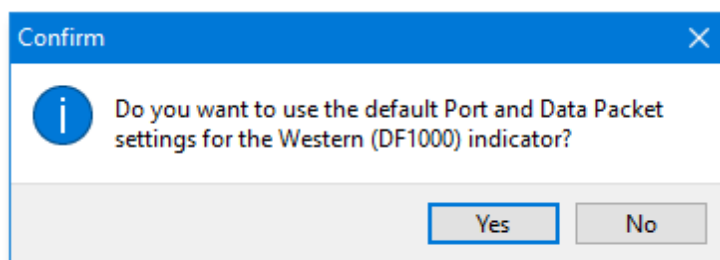 Confirm
Do you want to use the default Port and Data Packet
settings for the Western (DF1000) indicator?
Yes No